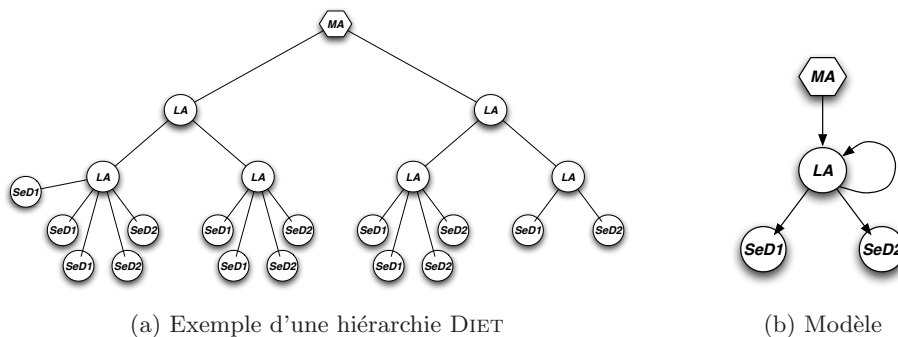 MA
LA LA
LA LA LA LA
SeD1
SeD1 SeD2 SeD1 SeD2 SeD1 SeD2 SeD1 SeD2
SeD1 SeD2 SeD1 SeD2 SeD1 SeD2
(a) Exemple d'une hiérarchie DIET
MA
LA
SeD1 SeD2
(b) Modèle